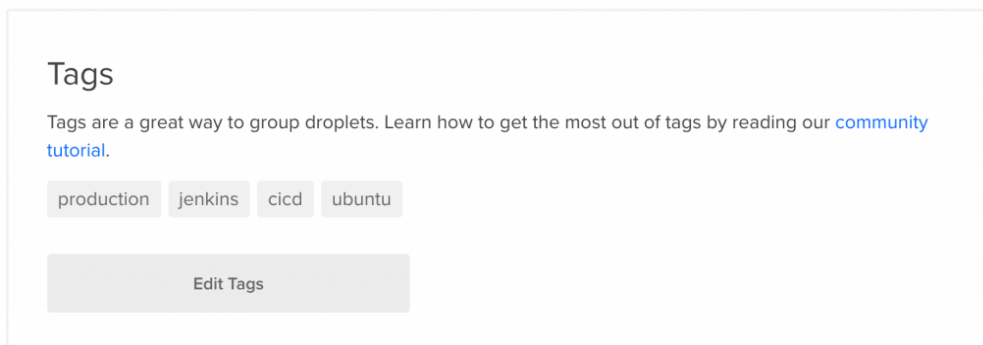 Tags
Tags are a great way to group droplets. Learn how to get the most out of tags by reading our community
tutorial.
production jenkins cicd ubuntu
Edit Tags